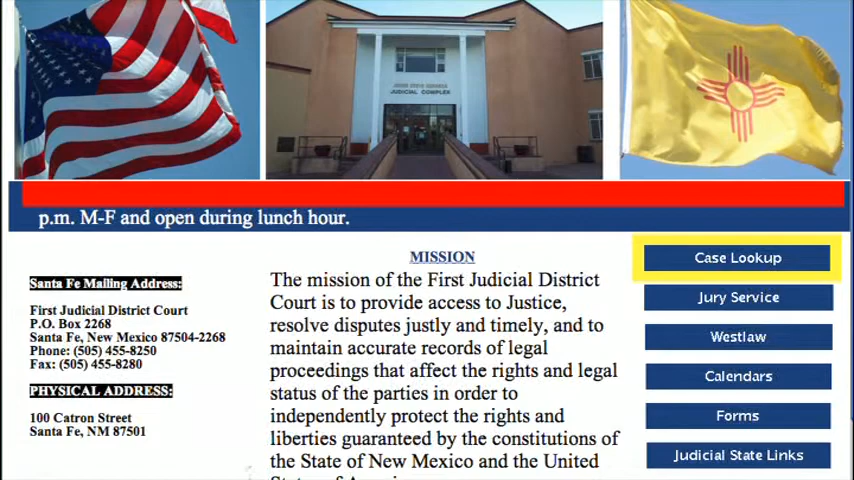 JUDICIAL COMPLEX
p.m. M-F and open during lunch hour.
Santa Fe Mailing Address:
First Judicial District Court
P.O. Box 2268
Santa Fe, New Mexico 87504-2268
Phone: (505) 455-8250
Fax: (505) 455-8280
PHYSICAL ADDRESS:
100 Catron Street
Santa Fe, NM 87501
MISSION
The mission of the First Judicial District
Court is to provide access to Justice,
resolve disputes justly and timely, and to
maintain accurate records of legal
proceedings that affect the rights and legal
status of the parties in order to
independently protect the rights and
liberties guaranteed by the constitutions of
the State of New Mexico and the United
Case Lookup
Jury Service
Westlaw
Calendars
Forms
Judicial State Links